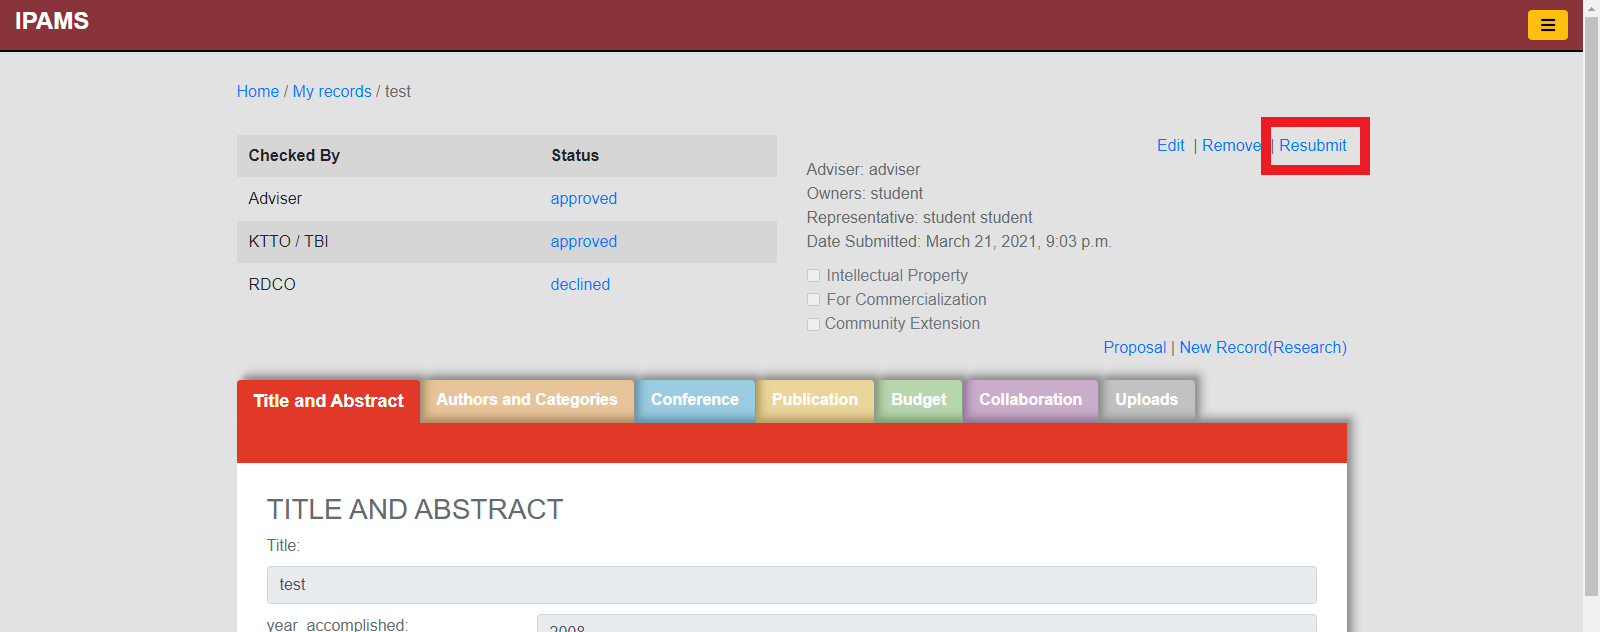 IPAMS
Home / My records / test
Edit | Remove | Resubmit
Checked By Status
Adviser approved
KTTO / TBI approved
RDCO declined
Adviser: adviser
Owners: student
Representative: student student
Date Submitted: March 21, 2021, 9:03 p.m.
Intellectual Property
For Commercialization
Community Extension
Proposal | New Record(Research)
Title and Abstract Authors and Categories Conference Publication Budget Collaboration Uploads
TITLE AND ABSTRACT
Title:
test
year_accomplished: 2008